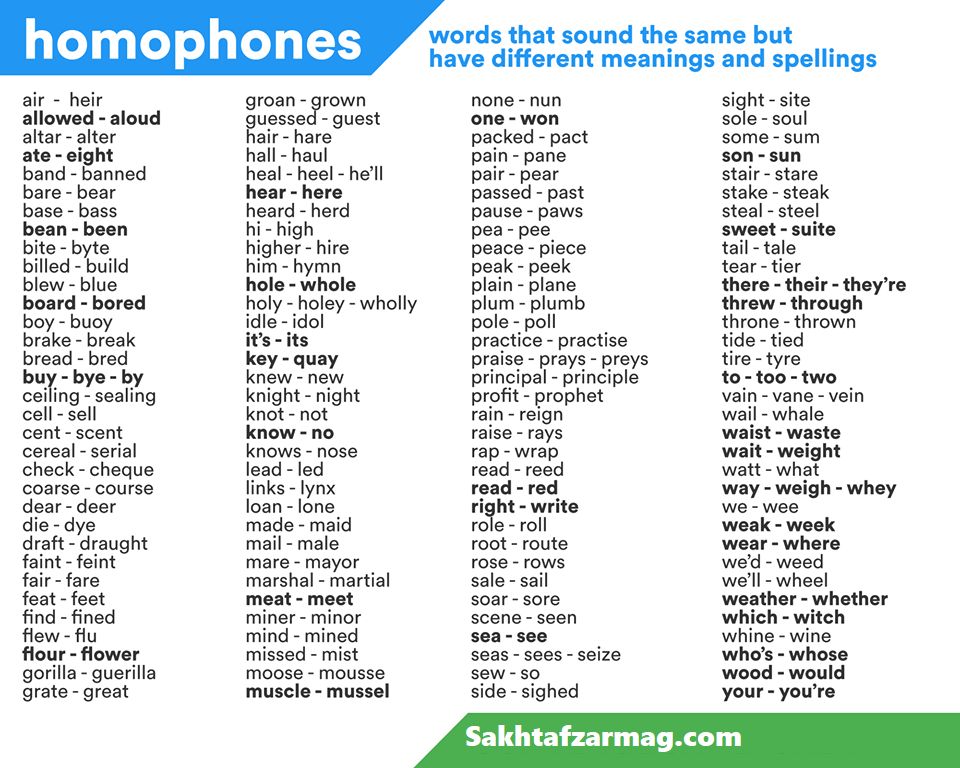 homophones
words that sound the same but
have different meanings and spellings
air - heir
allowed - aloud
altar - alter
ate - eight
band - banned
bare - bear
base - bass
bean - been
bite - byte
billed - build
blew - blue
board - bored
boy - buoy
brake - break
bread - bred
buy - bye - by
ceiling - sealing
cell - sell
cent - scent
cereal - serial
check - cheque
coarse - course
dear - deer
die - dye
draft - draught
faint - feint
fair - fare
feat - feet
find - fined
flew - flu
flour - flower
gorilla - guerilla
grate - great
groan - grown
guessed - guest
hair - hare
hall - haul
heal - heel - he'll
hear - here
heard - herd
hi - high
higher - hire
him - hymn
hole - whole
holy - holey - wholly
idle - idol
it's - its
key - quay
knew - new
knight - night
knot - not
know - no
knows - nose
lead - led
links - lynx
loan - lone
made - maid
mail - male
mare - mayor
marshal - martial
meat - meet
miner - minor
mind - mined
missed - mist
moose - mousse
muscle - mussel
none - nun
one - won
packed - pact
pain - pane
pair - pear
passed - past
pause - paws
pea - pee
peace - piece
peak - peek
plain - plane
plum - plumb
pole - poll
practice - practise
praise - prays - preys
principal - principle
profit - prophet
rain - reign
raise - rays
rap - wrap
read - reed
read - red
right - write
role - roll
root - route
rose - rows
sale - sail
soar - sore
scene - seen
sea - see
seas - sees - seize
sew - so
side - sighed
sight - site
sole - soul
some - sum
son - sun
stair - stare
stake - steak
steal - steel
sweet - suite
tail - tale
tear - tier
there - their - they're
threw - through
throne - thrown
tide - tied
tire - tyre
to - too - two
vain - vane - vein
wail - whale
waist - waste
wait - weight
watt - what
way - weigh - whey
we - wee
weak - week
wear - where
we'd - weed
we'll - wheel
weather - whether
which - witch
whine - wine
who's - whose
wood - would
your - you're
Sakhtafzarmag.com